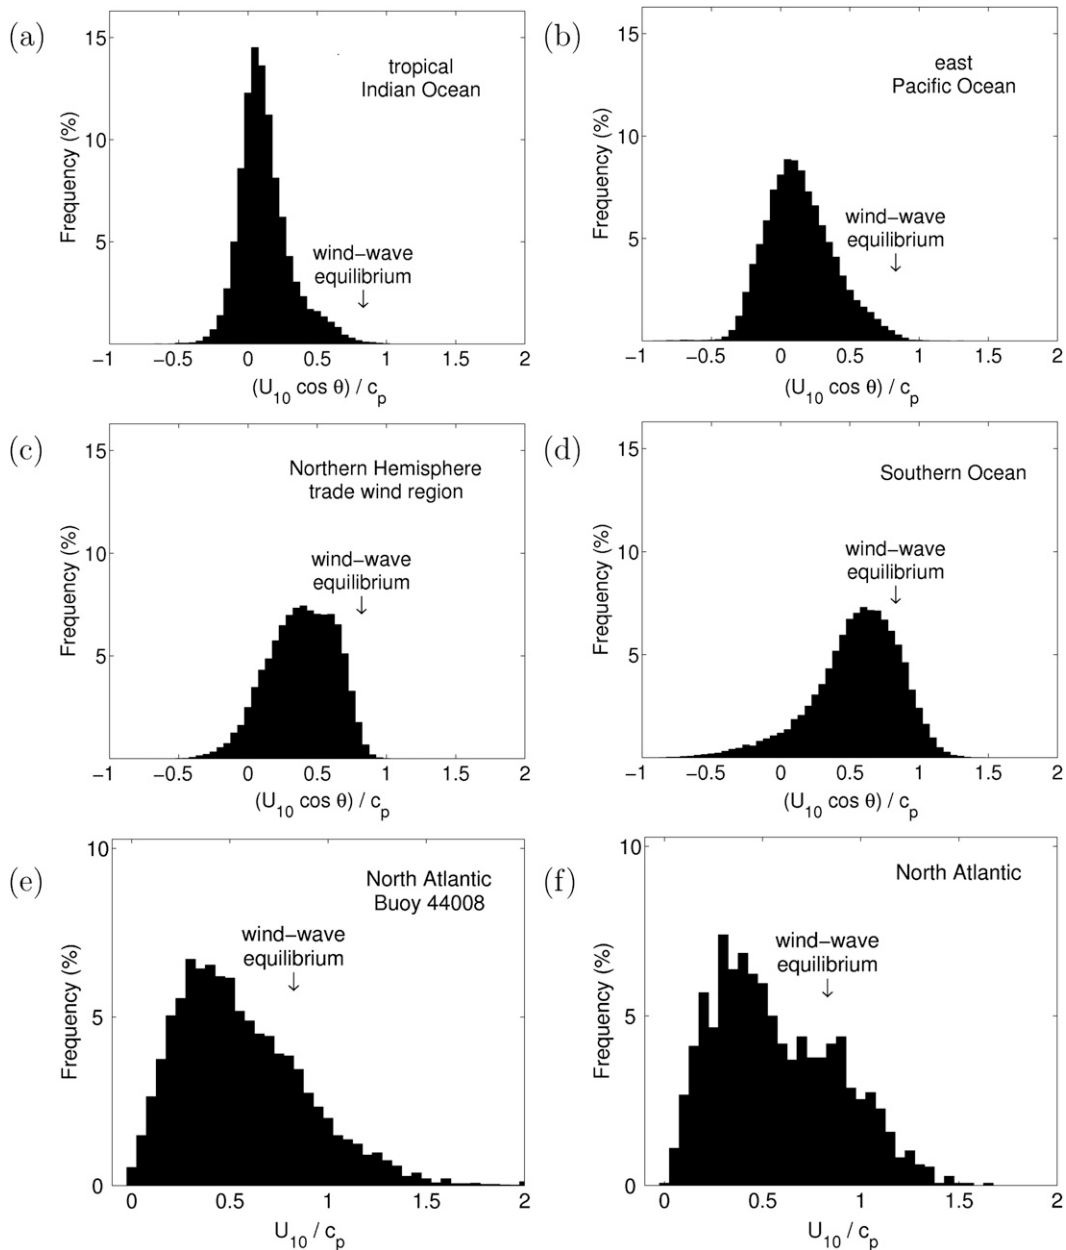 (a)
15
10
5
Frequency (%)
tropical
Indian Ocean
wind−wave
equilibrium
↓
−1 −0.5 0 0.5 1 1.5 2
(U10 cos θ) / cp
(b)
15
10
5
Frequency (%)
east
Pacific Ocean
wind−wave
equilibrium
↓
−1 −0.5 0 0.5 1 1.5 2
(U10 cos θ) / cp
(c)
15
10
5
Frequency (%)
Northern Hemisphere
trade wind region
wind−wave
equilibrium
↓
−1 −0.5 0 0.5 1 1.5 2
(U10 cos θ) / cp
(d)
15
10
5
Frequency (%)
Southern Ocean
wind−wave
equilibrium
↓
−1 −0.5 0 0.5 1 1.5 2
(U10 cos θ) / cp
(e)
10
5
0
Frequency (%)
North Atlantic
Buoy 44008
wind−wave
equilibrium
↓
0 0.5 1 1.5 2
U10 / cp
(f)
10
5
0
Frequency (%)
North Atlantic
wind−wave
equilibrium
↓
0 0.5 1 1.5 2
U10 / cp